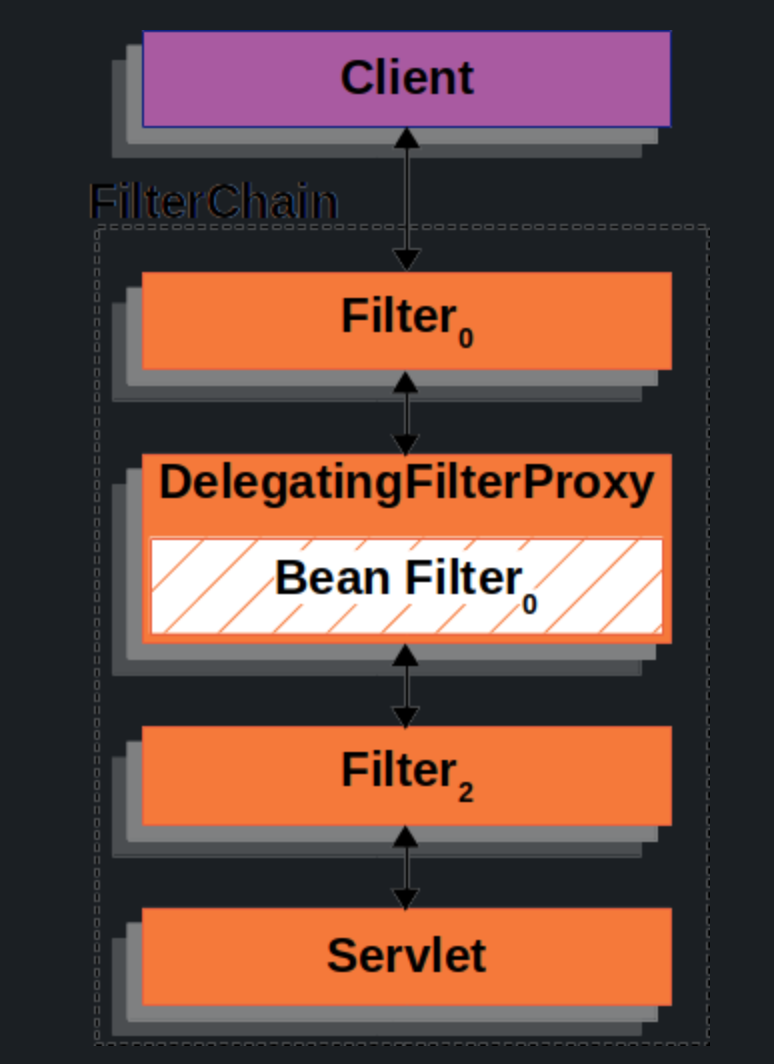 Client
FilterChain
Filter0
DelegatingFilterProxy
Bean Filter0
Filter2
Servlet